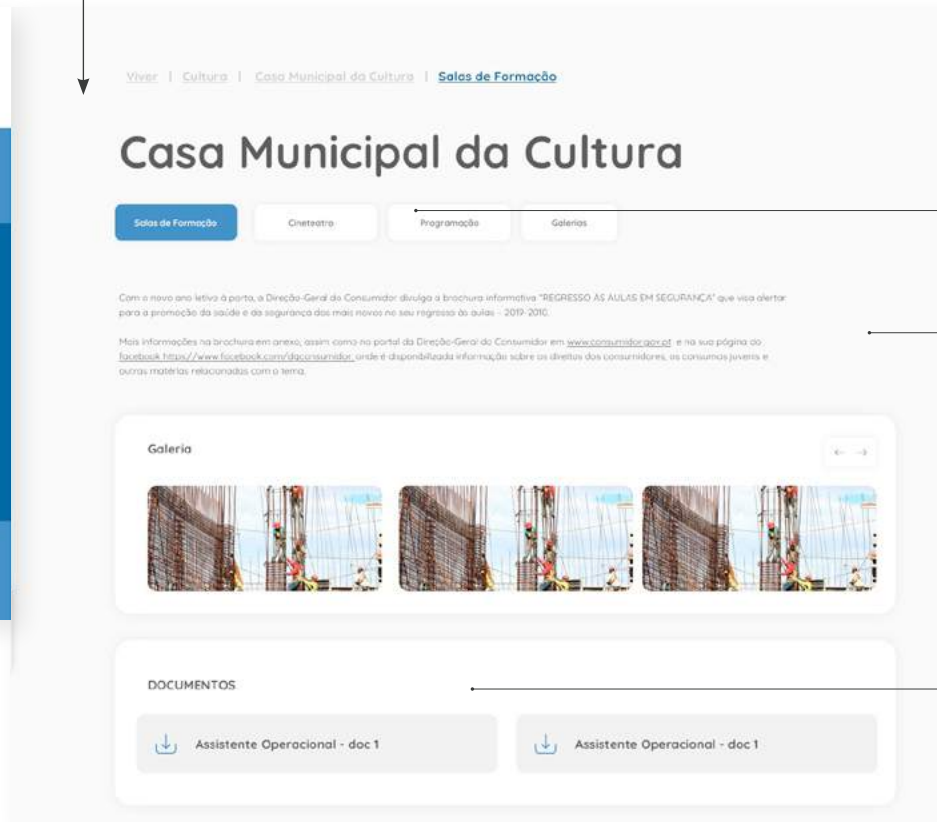 Viver | Cultura | Casa Municipal da Cultura | Salas de Formação
Casa Municipal da Cultura
Salas de Formação Cineteatro Programação Galerias
Com o novo ano letivo à porta, a Direção-Geral do Consumidor divulga a brochura informativa "REGRESSO ÀS AULAS EM SEGURANÇA" que visa alertar
para a promoção da saúde e da segurança dos mais novos no seu regresso às aulas - 2019-2010.
Mais informações na brochura em anexo, assim como no portal da Direção-Geral do Consumidor em www.consumidor.gov.pt e na sua página do
facebook https://www.facebook.com/dgconsumidor, onde é disponibilizada informação sobre os direitos dos consumidores, os consumos juvenis e
outras matérias relacionadas com o tema.
Galeria
DOCUMENTOS
Assistente Operacional - doc 1 Assistente Operacional - doc 1